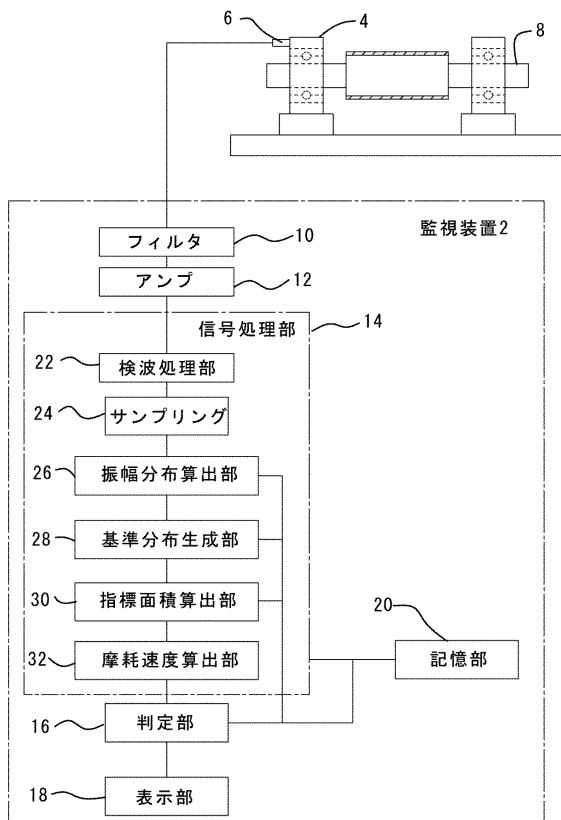 6
4
8
監視装置2
フィルタ
10
アンプ
12
信号処理部
14
22
検波処理部
24
サンプリング
26
振幅分布算出部
28
基準分布生成部
30
指標面積算出部
20
32
摩耗速度算出部
記憶部
16
判定部
18
表示部